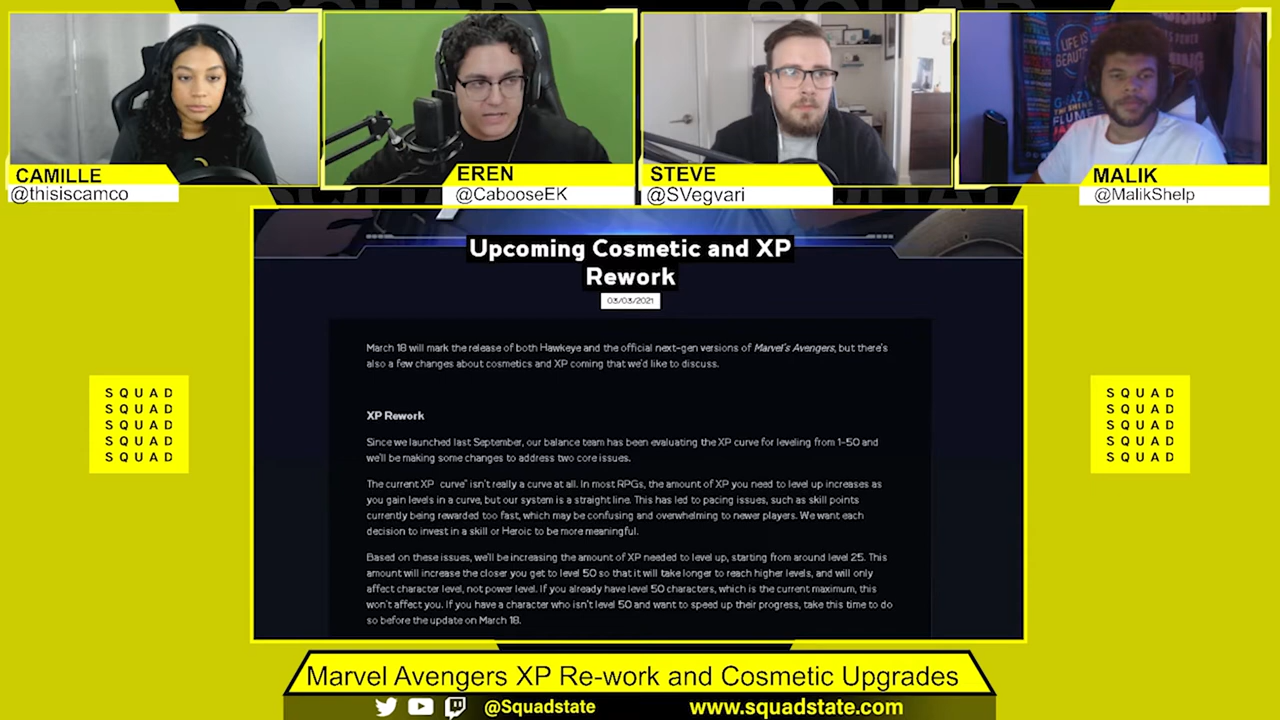 CAMILLE
@thisiscamco
EREN
@CabooseEK
STEVE
@SVegvari
LIFE IS
BEAUT
MALIK
@MalikShelp
Upcoming Cosmetic and XP
Rework
03/03/2021
March 18 will mark the release of both Hawkeye and the official next-gen versions of Marvel's Avengers, but there's
also a few changes about cosmetics and XP coming that we'd like to discuss.
XP Rework
Since we launched last September, our balance team has been evaluating the XP curve for leveling from 1-50 and
we'll be making some changes to address two core issues.
The current XP curve" isn't really a curve at all. In most RPGs, the amount of XP you need to level up increases as
you gain levels in a curve, but our system is a straight line. This has led to pacing issues, such as skill points
currently being rewarded too fast, which may be confusing and overwhelming to newer players. We want each
decision to invest in a skill or Heroic to be more meaningful.
Based on these issues, we'll be increasing the amount of XP needed to level up, starting from around level 25. This
amount will increase the closer you get to level 50 so that it will take longer to reach higher levels, and will only
affect character level, not power level. If you already have level 50 characters, which is the current maximum, this
won't affect you. If you have a character who isn't level 50 and want to speed up their progress, take this time to do
so before the update on March 18.
SQUAD
SQUAD
SQUAD
SQUAD
SQUAD
SQUAD
SQUAD
SQUAD
SQUAD
SQUAD
Marvel Avengers XP Re-work and Cosmetic Upgrades
@Squadstate
www.squadstate.com